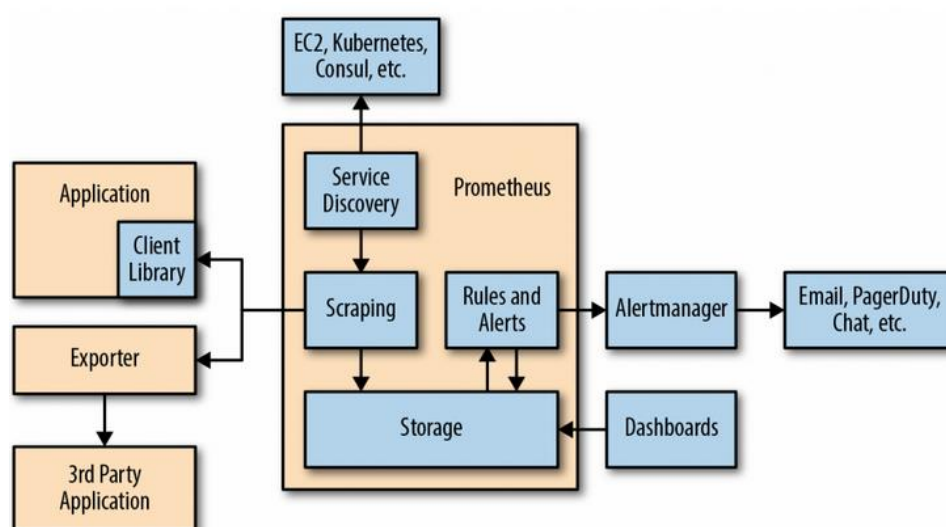 EC2, Kubernetes,
Consul, etc.
Service
Discovery
Prometheus
Application
Client
Library
Scraping
Rules and
Alerts
Alertmanager
Email, PagerDuty,
Chat, etc.
Exporter
Storage
Dashboards
3rd Party
Application